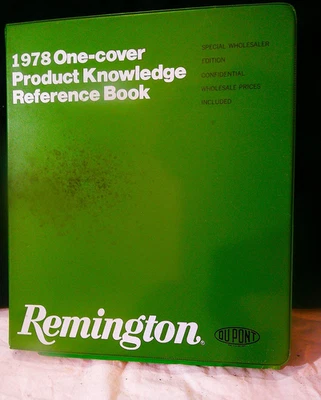 1978 One-cover
Product Knowledge
Reference Book
SPECIAL WHOLESALER
EDITION
CONFIDENTIAL
WHOLESALE PRICES
INCLUDED
Remington®
DU PONT